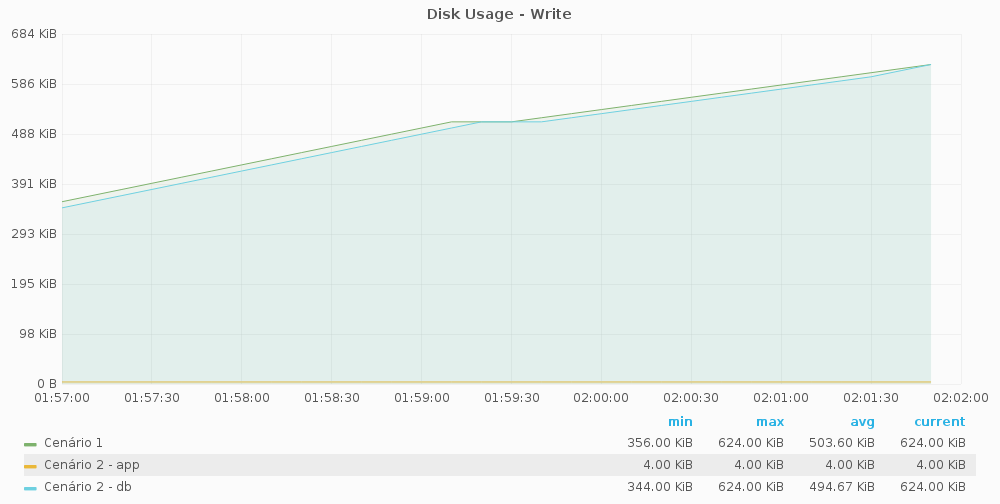 Disk Usage - Write
684 KiB
586 KiB
488 KiB
391 KiB
293 KiB
195 KiB
98 KiB
0 B
01:57:00 01:57:30 01:58:00 01:58:30 01:59:00 01:59:30 02:00:00 02:00:30 02:01:00 02:01:30 02:02:00
min max avg current
Cenário 1 356.00 KiB 624.00 KiB 503.60 KiB 624.00 KiB
Cenário 2 - app 4.00 KiB 4.00 KiB 4.00 KiB 4.00 KiB
Cenário 2 - db 344.00 KiB 624.00 KiB 494.67 KiB 624.00 KiB